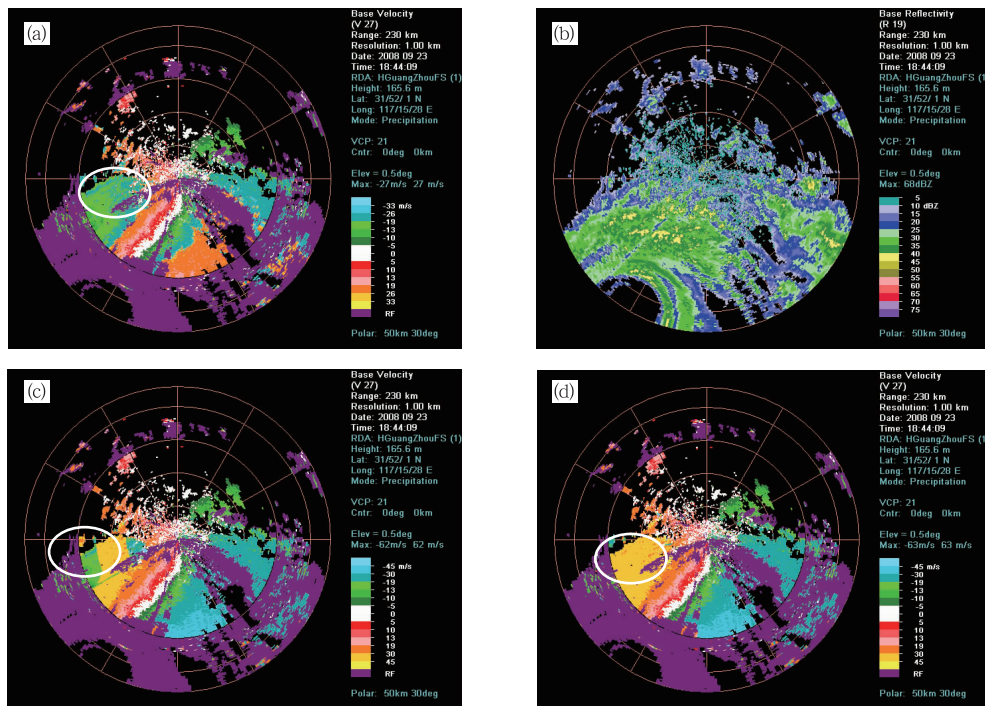 (a)
Base Velocity
(V 27)
Range: 230 km
Resolution: 1.00 km
Date: 2008 09 23
Time: 18:44:09
RDA: HGuangZhouFS (1)
Height: 165.6 m
Lat: 31/52/ 1 N
Long: 117/15/28 E
Mode: Precipitation
VCP: 21
Cntr: 0deg 0km
Elev = 0.5deg
Max: -27m/s 27 m/s
-33 m/s
-26
-19
-13
-10
-5
0
5
10
13
19
26
33
RF
Polar: 50km 30deg
(b)
Base Reflectivity
(R 19)
Range: 230 km
Resolution: 1.00 km
Date: 2008 09 23
Time: 18:44:09
RDA: HGuangZhouFS (1)
Height: 165.6 m
Lat: 31/52/ 1 N
Long: 117/15/28 E
Mode: Precipitation
VCP: 21
Cntr: 0deg 0km
Elev = 0.5deg
Max: 68dBZ
5
10 dBZ
15
20
25
30
35
40
45
50
55
60
65
70
75
Polar: 50km 30deg
(c)
Base Velocity
(V 27)
Range: 230 km
Resolution: 1.00 km
Date: 2008 09 23
Time: 18:44:09
RDA: HGuangZhouFS (1)
Height: 165.6 m
Lat: 31/52/ 1 N
Long: 117/15/28 E
Mode: Precipitation
VCP: 21
Cntr: 0deg 0km
Elev = 0.5deg
Max: -62m/s 62 m/s
-45 m/s
-30
-19
-13
-10
-5
0
5
10
13
19
30
45
RF
Polar: 50km 30deg
(d)
Base Velocity
(V 27)
Range: 230 km
Resolution: 1.00 km
Date: 2008 09 23
Time: 18:44:09
RDA: HGuangZhouFS (1)
Height: 165.6 m
Lat: 31/52/ 1 N
Long: 117/15/28 E
Mode: Precipitation
VCP: 21
Cntr: 0deg 0km
Elev = 0.5deg
Max: -63m/s 63 m/s
-45 m/s
-30
-19
-13
-10
-5
0
5
10
13
19
30
45
RF
Polar: 50km 30deg